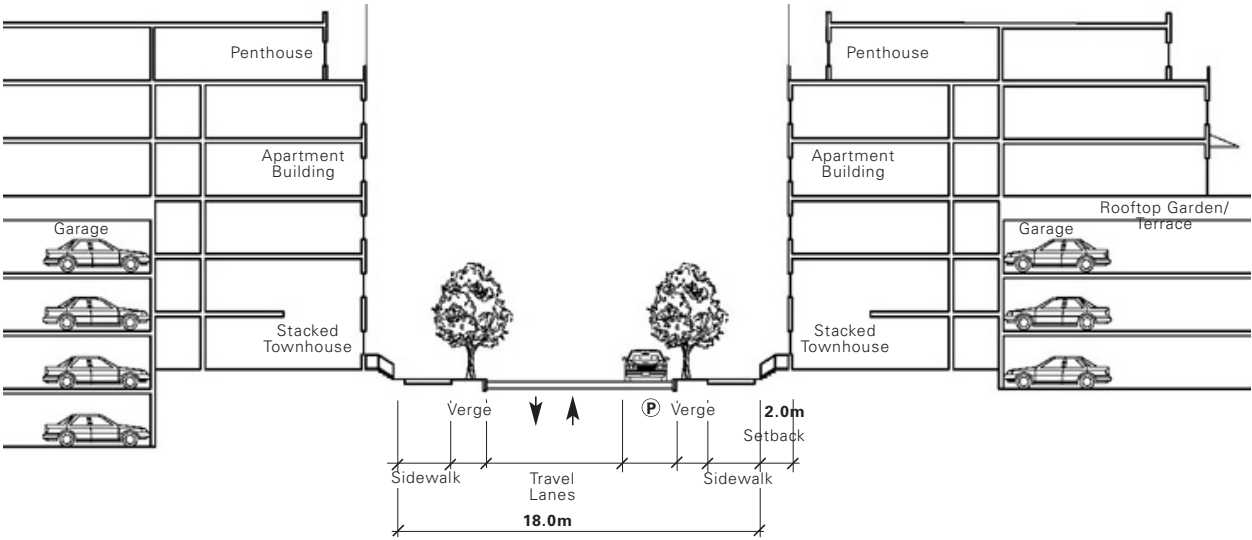 Penthouse
Penthouse
Apartment
Building
Apartment
Building
Rooftop Garden/
Terrace
Garage
Garage
Stacked
Townhouse
Stacked
Townhouse
Verge
P
Verge
2.0m
Setback
Sidewalk
Travel
Lanes
Sidewalk
18.0m